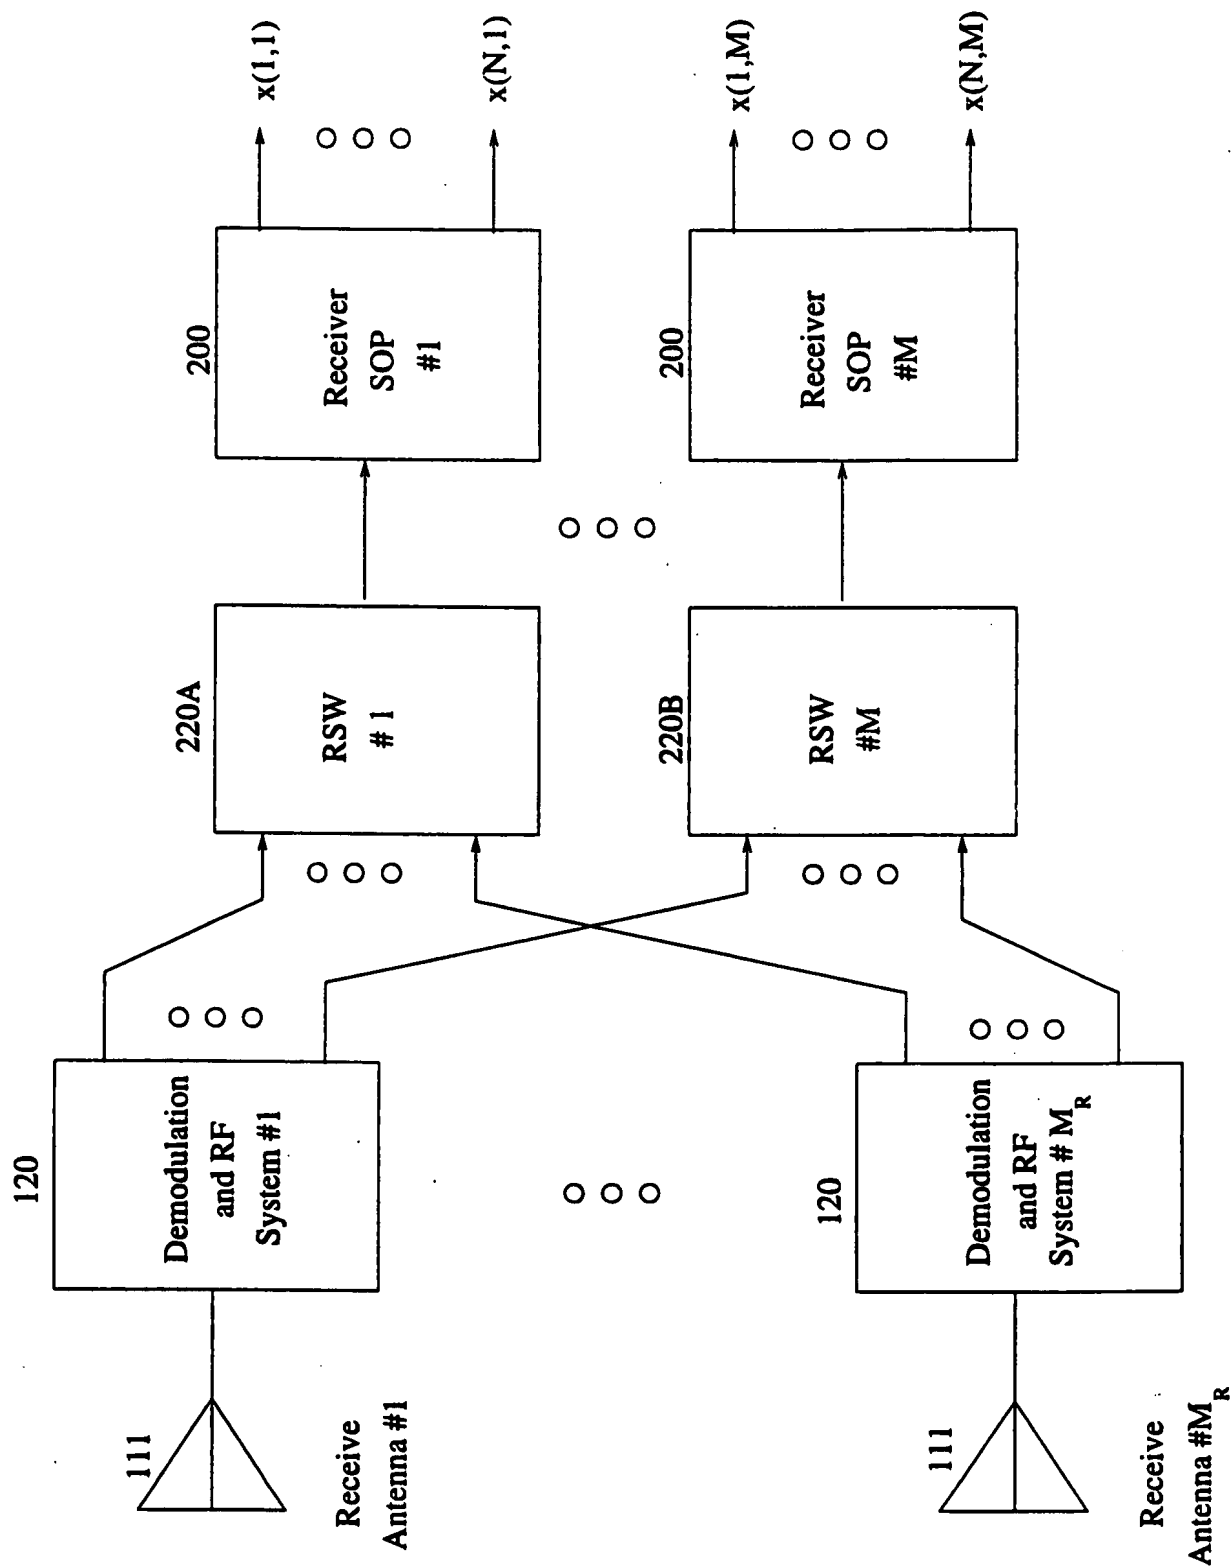 111
Receive
Antenna #1
120
Demodulation
and RF
System #1
220A
RSW
# 1
200
Receiver
SOP
#1
x(1,1)
x(N,1)
111
Receive
Antenna #M_R
120
Demodulation
and RF
System # M_R
220B
RSW
#M
200
Receiver
SOP
#M
x(1,M)
x(N,M)